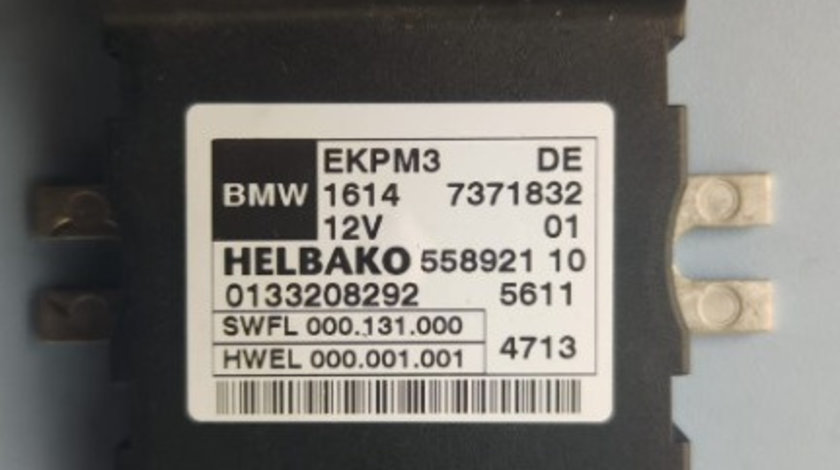 EKPM3 DE
BMW 1614 7371832
12V 01
HELBAKO 558921 10
0133208292 5611
SWFL 000.131.000
4713
HWEL 000.001.001